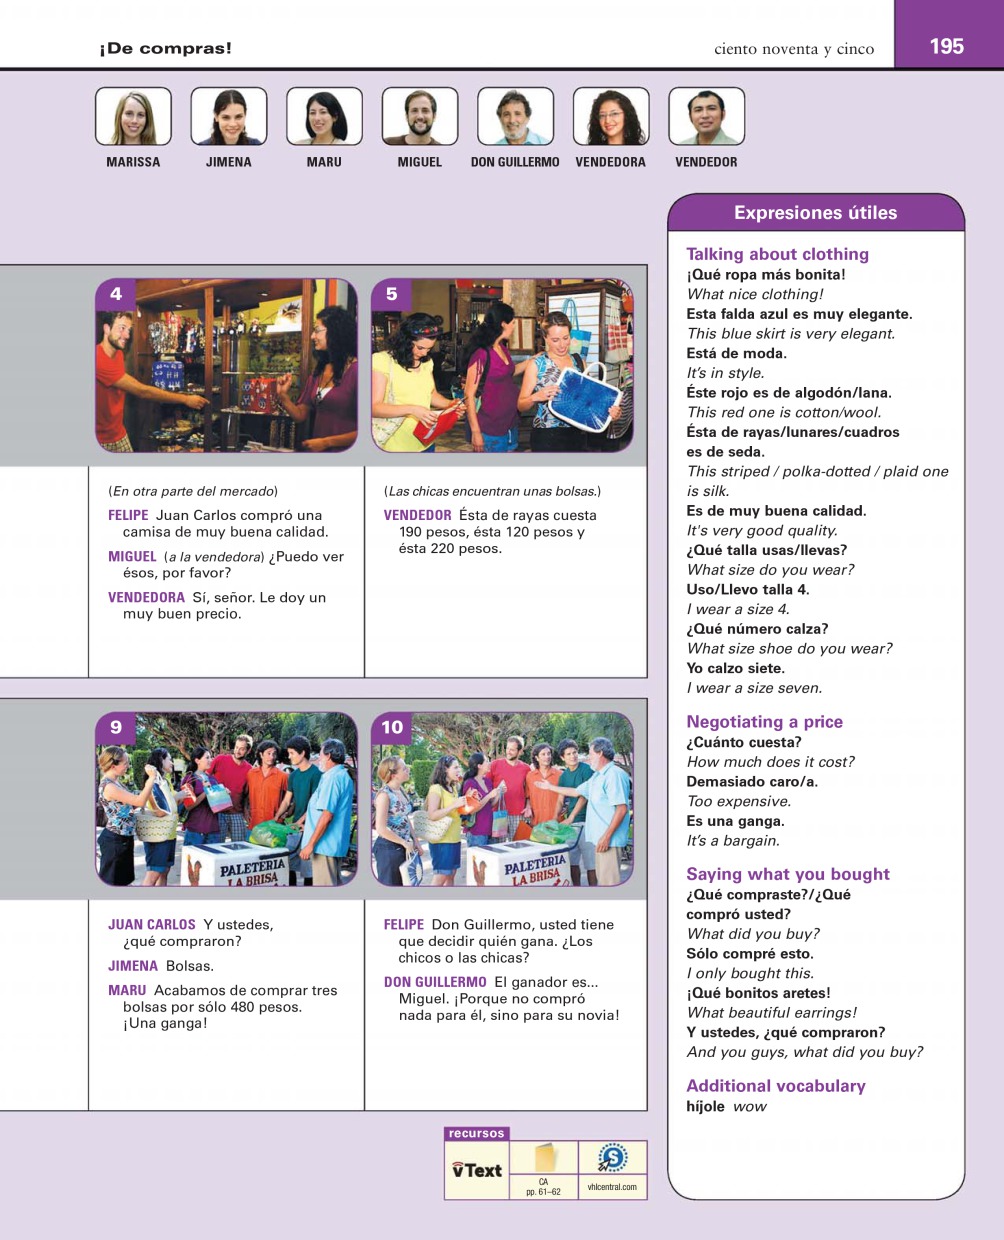 ¡De compras!
ciento noventa y cinco
195
MARISSA
JIMENA
MARU
MIGUEL
DON GUILLERMO
VENDEDORA
VENDEDOR
4
5
(En otra parte del mercado)
FELIPE Juan Carlos compró una
camisa de muy buena calidad.
MIGUEL (a la vendedora) ¿Puedo ver
ésos, por favor?
VENDEDORA Sí, señor. Le doy un
muy buen precio.
(Las chicas encuentran unas bolsas.)
VENDEDOR Ésta de rayas cuesta
190 pesos, ésta 120 pesos y
ésta 220 pesos.
9
PALETERIA
LA BRISA
10
PALETERIA
LA BRISA
JUAN CARLOS Y ustedes,
¿qué compraron?
JIMENA Bolsas.
MARU Acabamos de comprar tres
bolsas por sólo 480 pesos.
¡Una ganga!
FELIPE Don Guillermo, usted tiene
que decidir quién gana. ¿Los
chicos o las chicas?
DON GUILLERMO El ganador es...
Miguel. ¡Porque no compró
nada para él, sino para su novia!
recursos
vText
CA
pp. 61–62
S
vhlcentral.com
Expresiones útiles
Talking about clothing
¡Qué ropa más bonita!
What nice clothing!
Esta falda azul es muy elegante.
This blue skirt is very elegant.
Está de moda.
It's in style.
Éste rojo es de algodón/lana.
This red one is cotton/wool.
Ésta de rayas/lunares/cuadros
es de seda.
This striped / polka-dotted / plaid one
is silk.
Es de muy buena calidad.
It's very good quality.
¿Qué talla usas/llevas?
What size do you wear?
Uso/Llevo talla 4.
I wear a size 4.
¿Qué número calza?
What size shoe do you wear?
Yo calzo siete.
I wear a size seven.
Negotiating a price
¿Cuánto cuesta?
How much does it cost?
Demasiado caro/a.
Too expensive.
Es una ganga.
It's a bargain.
Saying what you bought
¿Qué compraste?/¿Qué
compró usted?
What did you buy?
Sólo compré esto.
I only bought this.
¡Qué bonitos aretes!
What beautiful earrings!
Y ustedes, ¿qué compraron?
And you guys, what did you buy?
Additional vocabulary
híjole wow